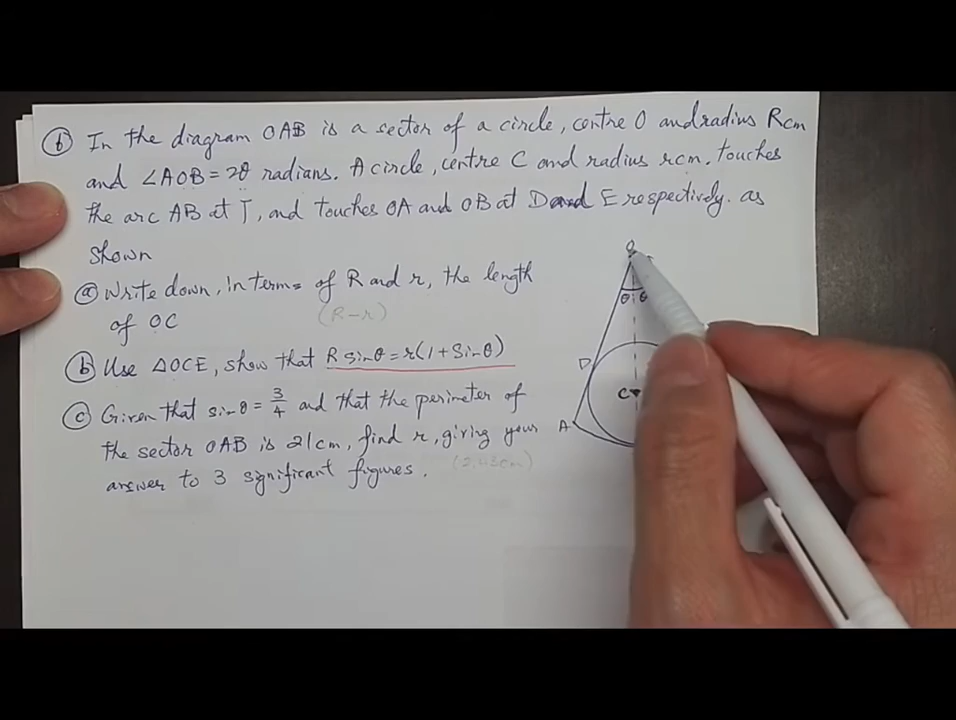 6 In the diagram OAB is a sector of a circle, centre O and radius Rcm
and ∠AOB = 2θ radians. A circle, centre C and radius rcm. touches
the arc AB at T, and touches OA and OB at D and E respectively. as
shown
a Write down, in terms of R and r, the length
of OC (R-r)
b Use △OCE, show that R sinθ = r(1 + Sinθ)
c Given that sinθ = 3/4 and that the perimeter of
the sector OAB is 21cm, find r, giving your
answer to 3 significant figures. (2.43cm)
O
θ θ
D
C
A